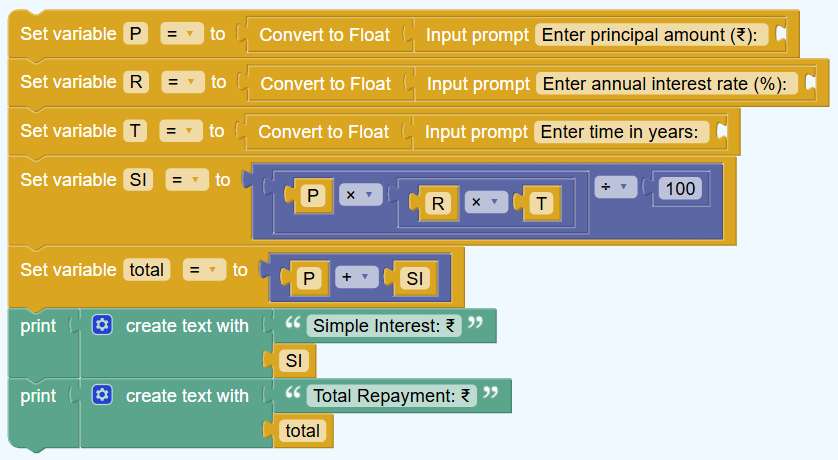 Set variable P = ▾ to Convert to Float Input prompt Enter principal amount (₹):
Set variable R = ▾ to Convert to Float Input prompt Enter annual interest rate (%):
Set variable T = ▾ to Convert to Float Input prompt Enter time in years:
Set variable SI = ▾ to P × ▾ R × ▾ T ÷ ▾ 100
Set variable total = ▾ to P + ▾ SI
print create text with “ Simple Interest: ₹ ”
SI
print create text with “ Total Repayment: ₹ ”
total